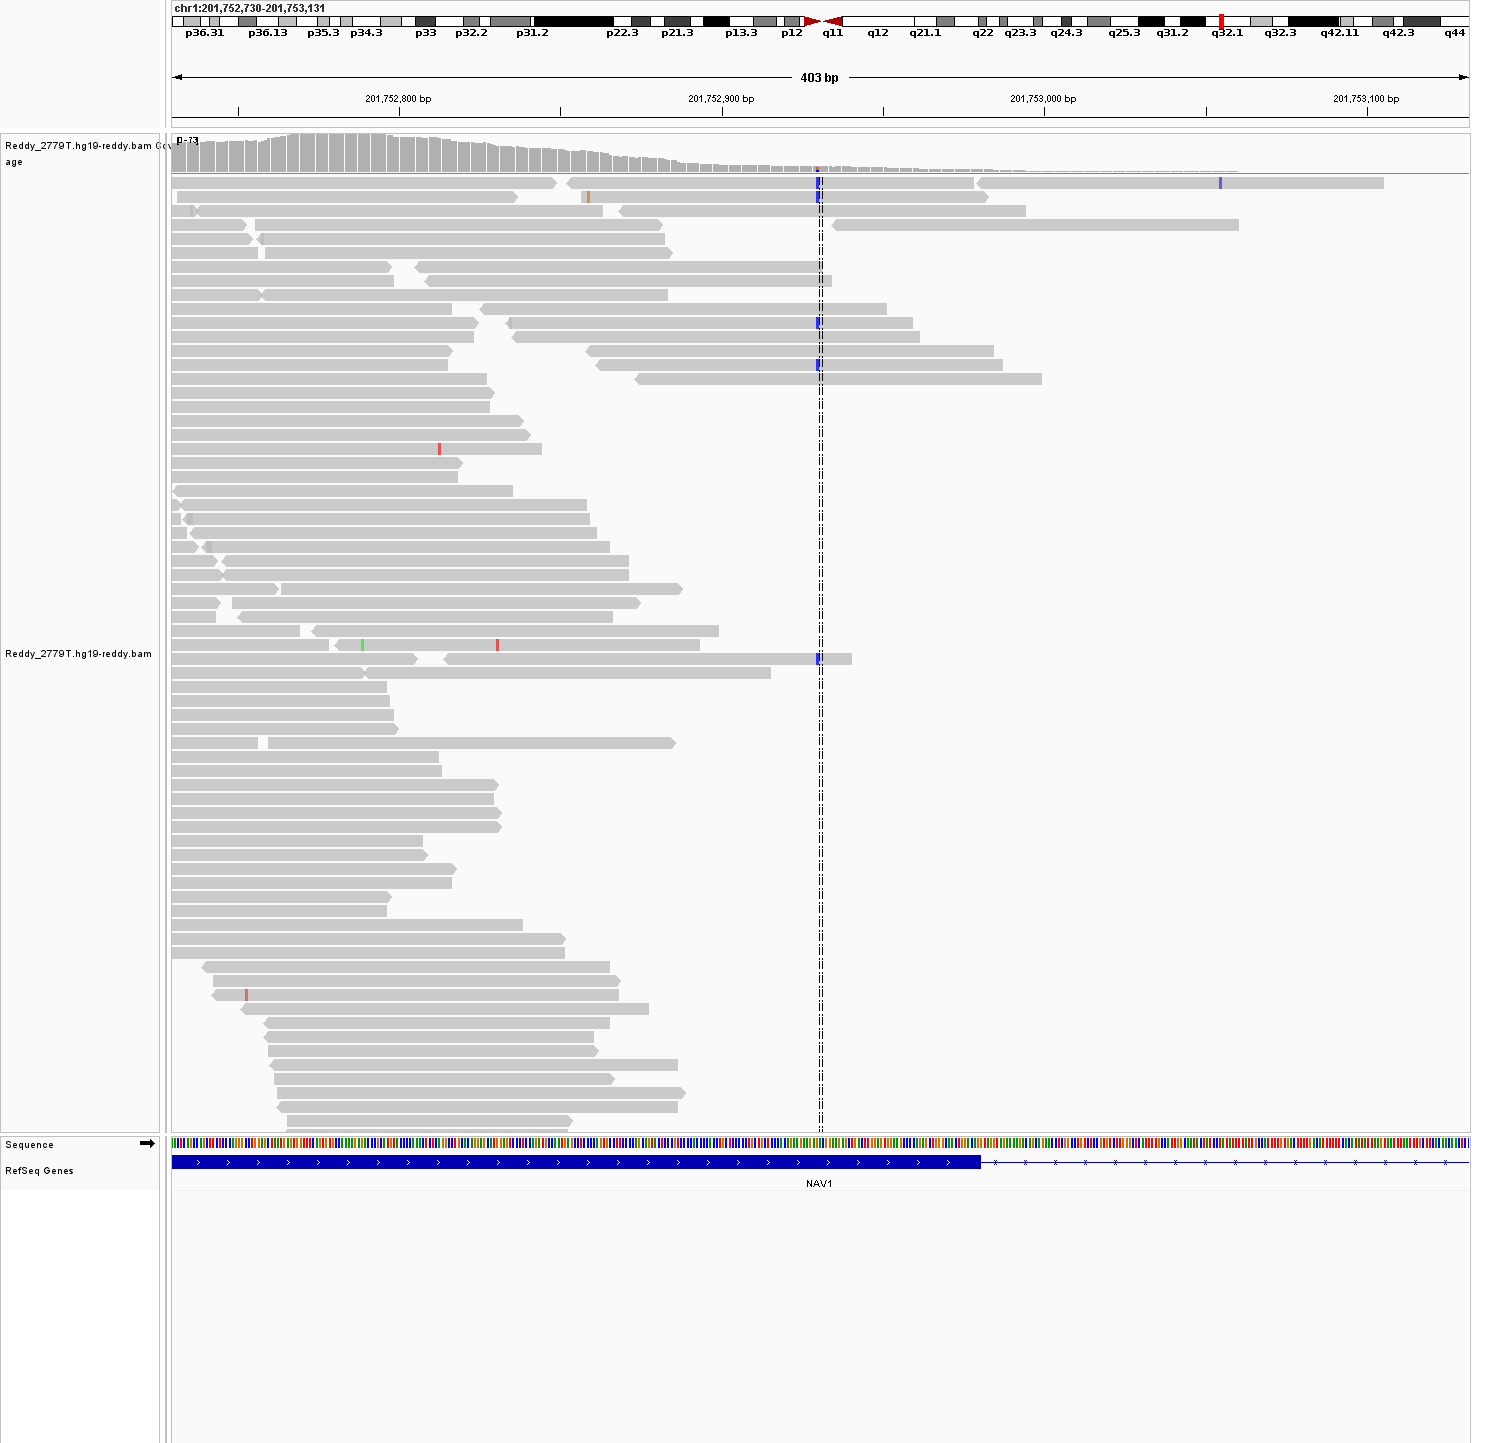 chr1:201,752,730-201,753,131
p36.31 p36.13 p35.3 p34.3 p33 p32.2 p31.2 p22.3 p21.3 p13.3 p12 q11 q12 q21.1 q22 q23.3 q24.3 q25.3 q31.2 q32.1 q32.3 q42.11 q42.3 q44
403 bp
201,752,800 bp 201,752,900 bp 201,753,000 bp 201,753,100 bp
Reddy_2779T.hg19-reddy.bam Cov
age
Reddy_2779T.hg19-reddy.bam
Sequence
RefSeq Genes
NAV1